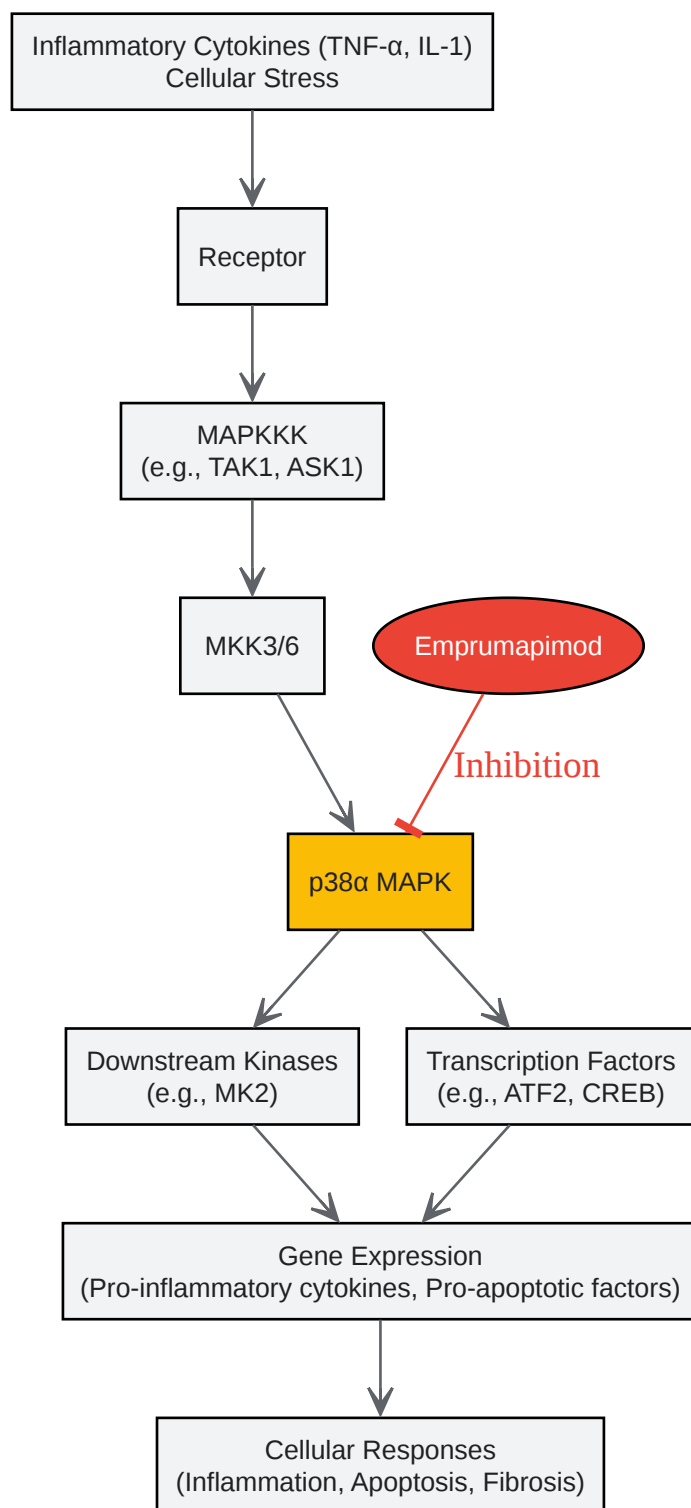 Inflammatory Cytokines (TNF-α, IL-1)
Cellular Stress
Receptor
MAPKKK
(e.g., TAK1, ASK1)
MKK3/6
Emprumapimod
Inhibition
p38α MAPK
Downstream Kinases
(e.g., MK2)
Transcription Factors
(e.g., ATF2, CREB)
Gene Expression
(Pro-inflammatory cytokines, Pro-apoptotic factors)
Cellular Responses
(Inflammation, Apoptosis, Fibrosis)